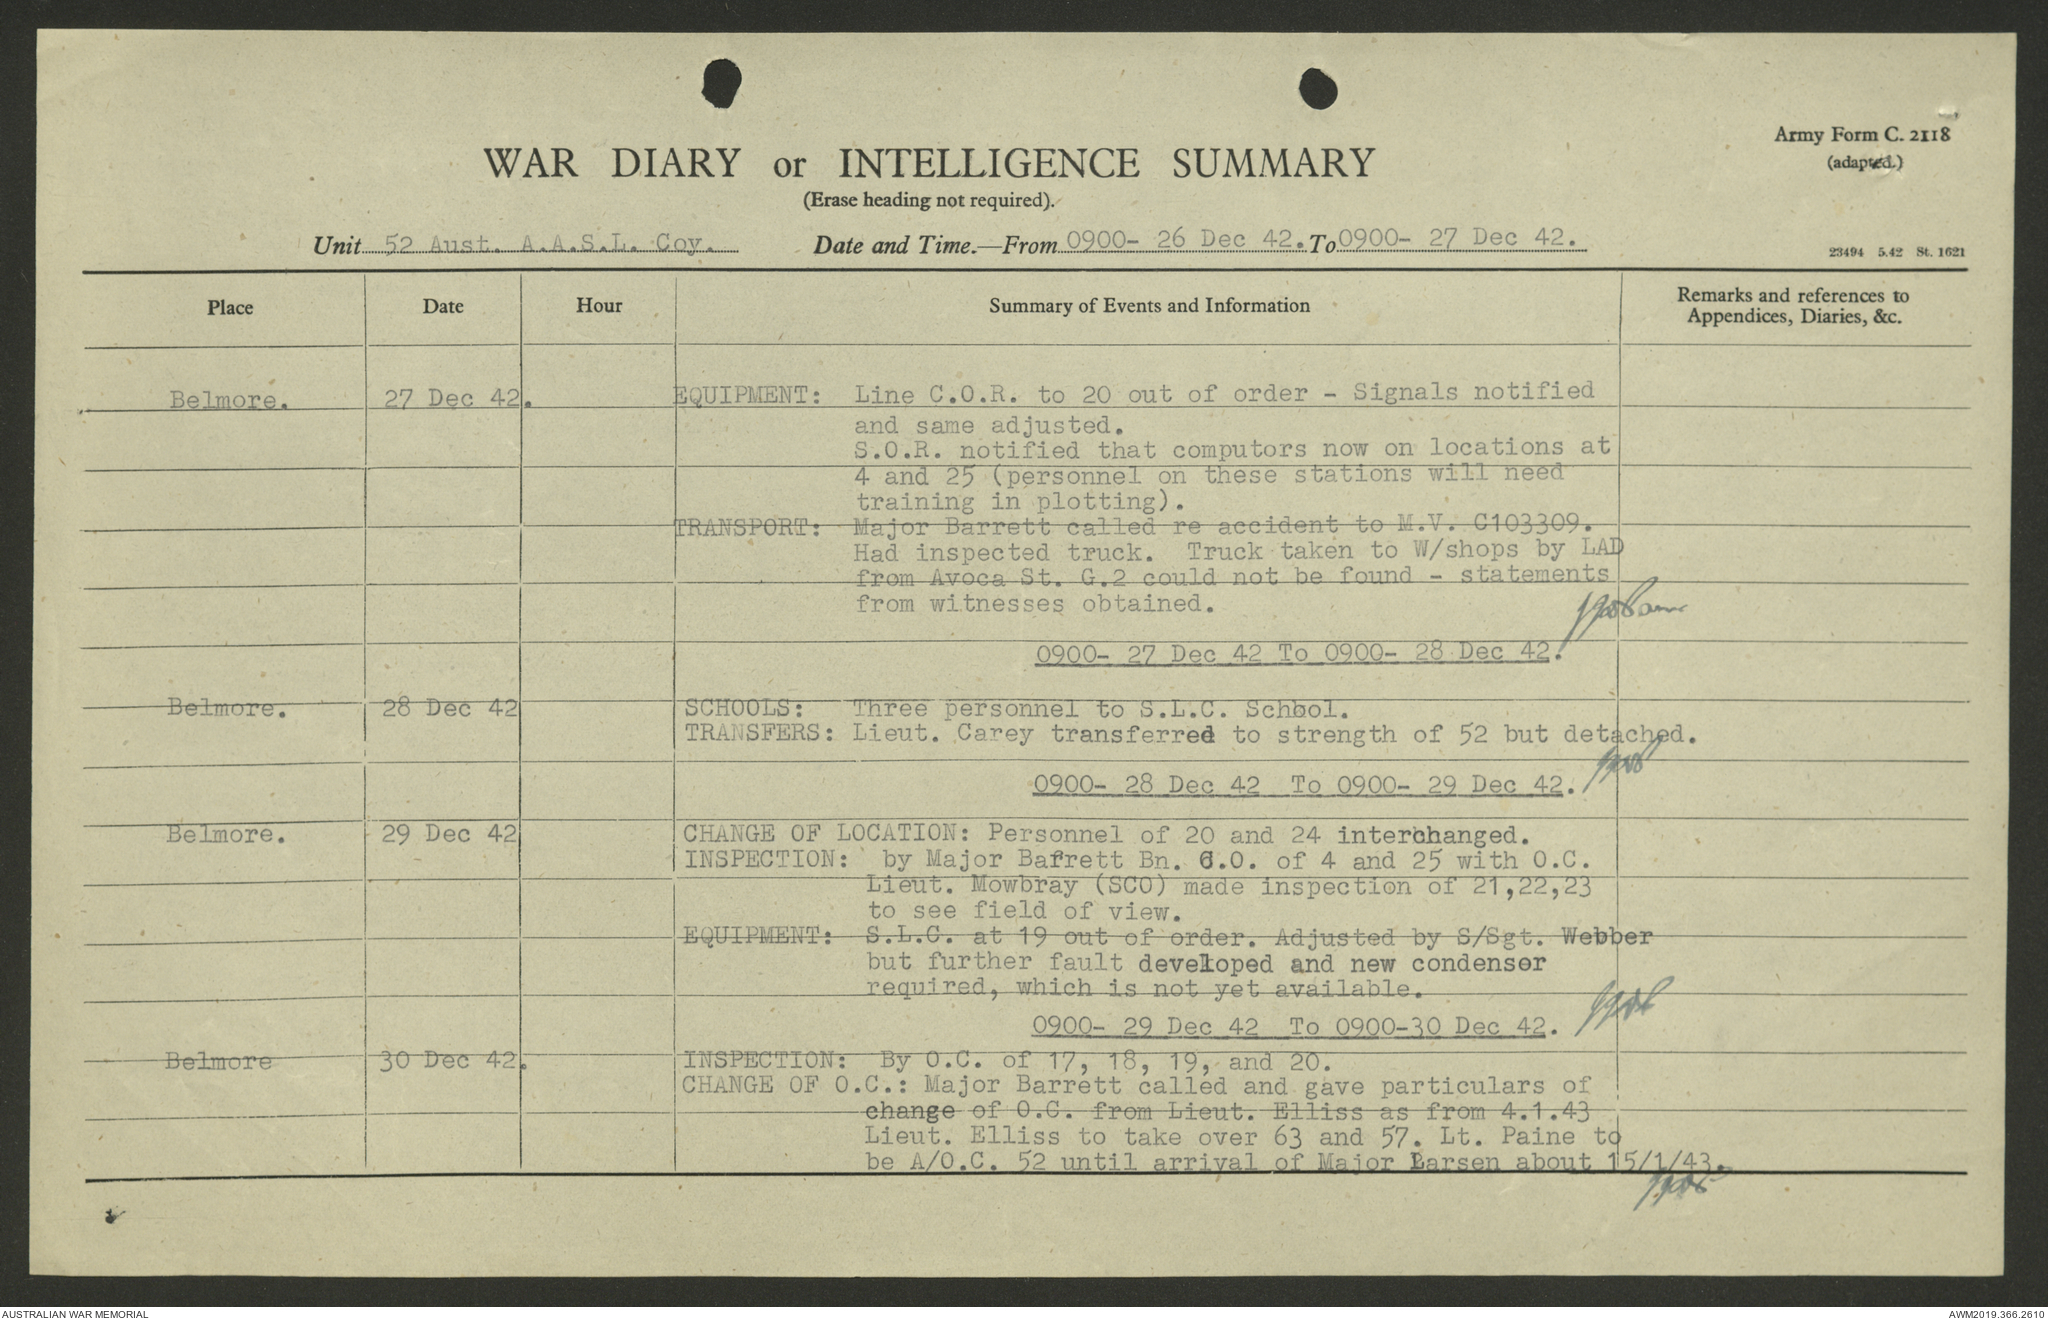 Army Form C. 2118
(adapted.)
WAR DIARY or INTELLIGENCE SUMMARY
(Erase heading not required).
Unit 52 Aust. A.A.S.L. Coy. Date and Time.—From 0900- 26 Dec 42. To 0900- 27 Dec 42.
23494 5.42 St. 1621
Place Date Hour Summary of Events and Information Remarks and references to
Appendices, Diaries, &c.
Belmore. 27 Dec 42. EQUIPMENT: Line C.O.R. to 20 out of order - Signals notified
and same adjusted.
S.O.R. notified that computors now on locations at
4 and 25 (personnel on these stations will need
training in plotting).
TRANSPORT: Major Barrett called re accident to M.V. C103309.
Had inspected truck. Truck taken to W/shops by LAD
from Avoca St. G.2 could not be found - statements
from witnesses obtained.
0900- 27 Dec 42 To 0900- 28 Dec 42.
Belmore. 28 Dec 42 SCHOOLS: Three personnel to S.L.C. School.
TRANSFERS: Lieut. Carey transferred to strength of 52 but detached.
0900- 28 Dec 42 To 0900- 29 Dec 42.
Belmore. 29 Dec 42 CHANGE OF LOCATION: Personnel of 20 and 24 interchanged.
INSPECTION: by Major Barrett Bn. C.O. of 4 and 25 with O.C.
Lieut. Mowbray (SCO) made inspection of 21,22,23
to see field of view.
EQUIPMENT: S.L.C. at 19 out of order. Adjusted by S/Sgt. Webber
but further fault developed and new condenser
required, which is not yet available.
0900- 29 Dec 42 To 0900-30 Dec 42.
Belmore 30 Dec 42. INSPECTION: By O.C. of 17, 18, 19, and 20.
CHANGE OF O.C.: Major Barrett called and gave particulars of
change of O.C. from Lieut. Elliss as from 4.1.43
Lieut. Elliss to take over 63 and 57. Lt. Paine to
be A/O.C. 52 until arrival of Major Larsen about 15/1/43.
AUSTRALIAN WAR MEMORIAL AWM2019.366.2610